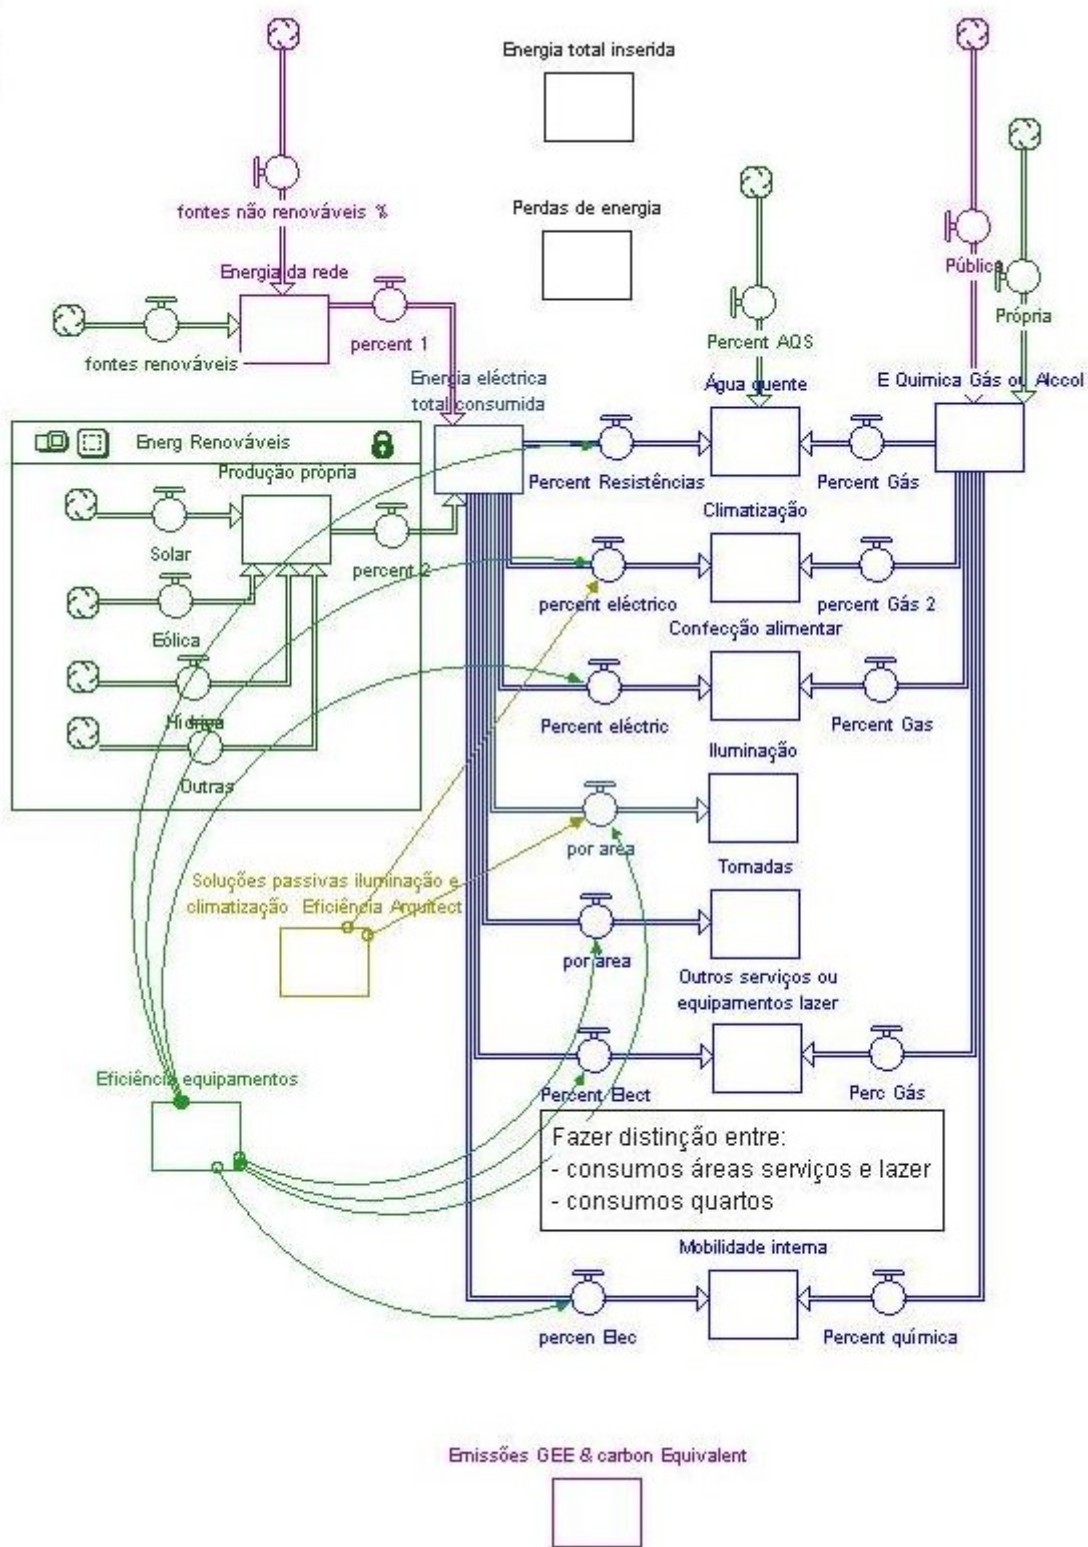 Energia total inserida
Perdas de energia
fontes não renováveis %
Energia da rede
fontes renováveis
percent 1
Pública
Própria
Percent AQS
Energia eléctrica
total consumida
Água quente
E Quimica Gás ou Alccol
Energ Renováveis
Produção própria
Solar
percent 2
Eólica
Hidrica
Outras
Percent Resistências
Percent Gás
Climatização
percent eléctrico
percent Gás 2
Confecção alimentar
Percent eléctric
Percent Gas
Iluminação
por area
Tomadas
Soluções passivas iluminação e
climatização Eficiência Arquitect
por area
Outros serviços ou
equipamentos lazer
Percent Elect
Perc Gás
Eficiência equipamentos
Fazer distinção entre:
- consumos áreas serviços e lazer
- consumos quartos
Mobilidade interna
percen Elec
Percent química
Emissões GEE & carbon Equivalent